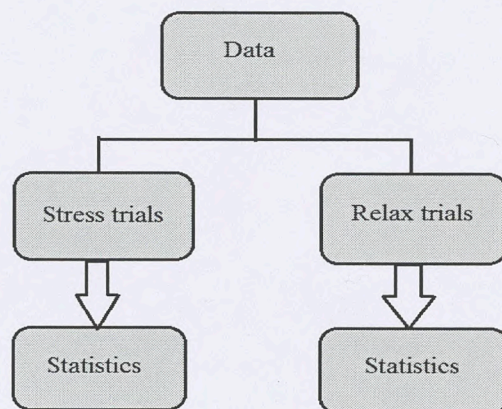 Data
Stress trials
Relax trials
Statistics
Statistics